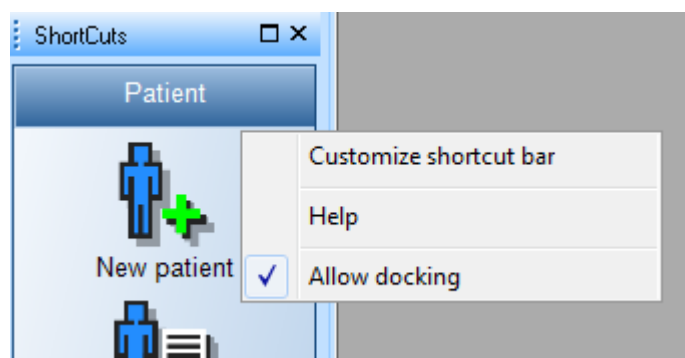 ShortCuts
Patient
Customize shortcut bar
Help
New patient
Allow docking